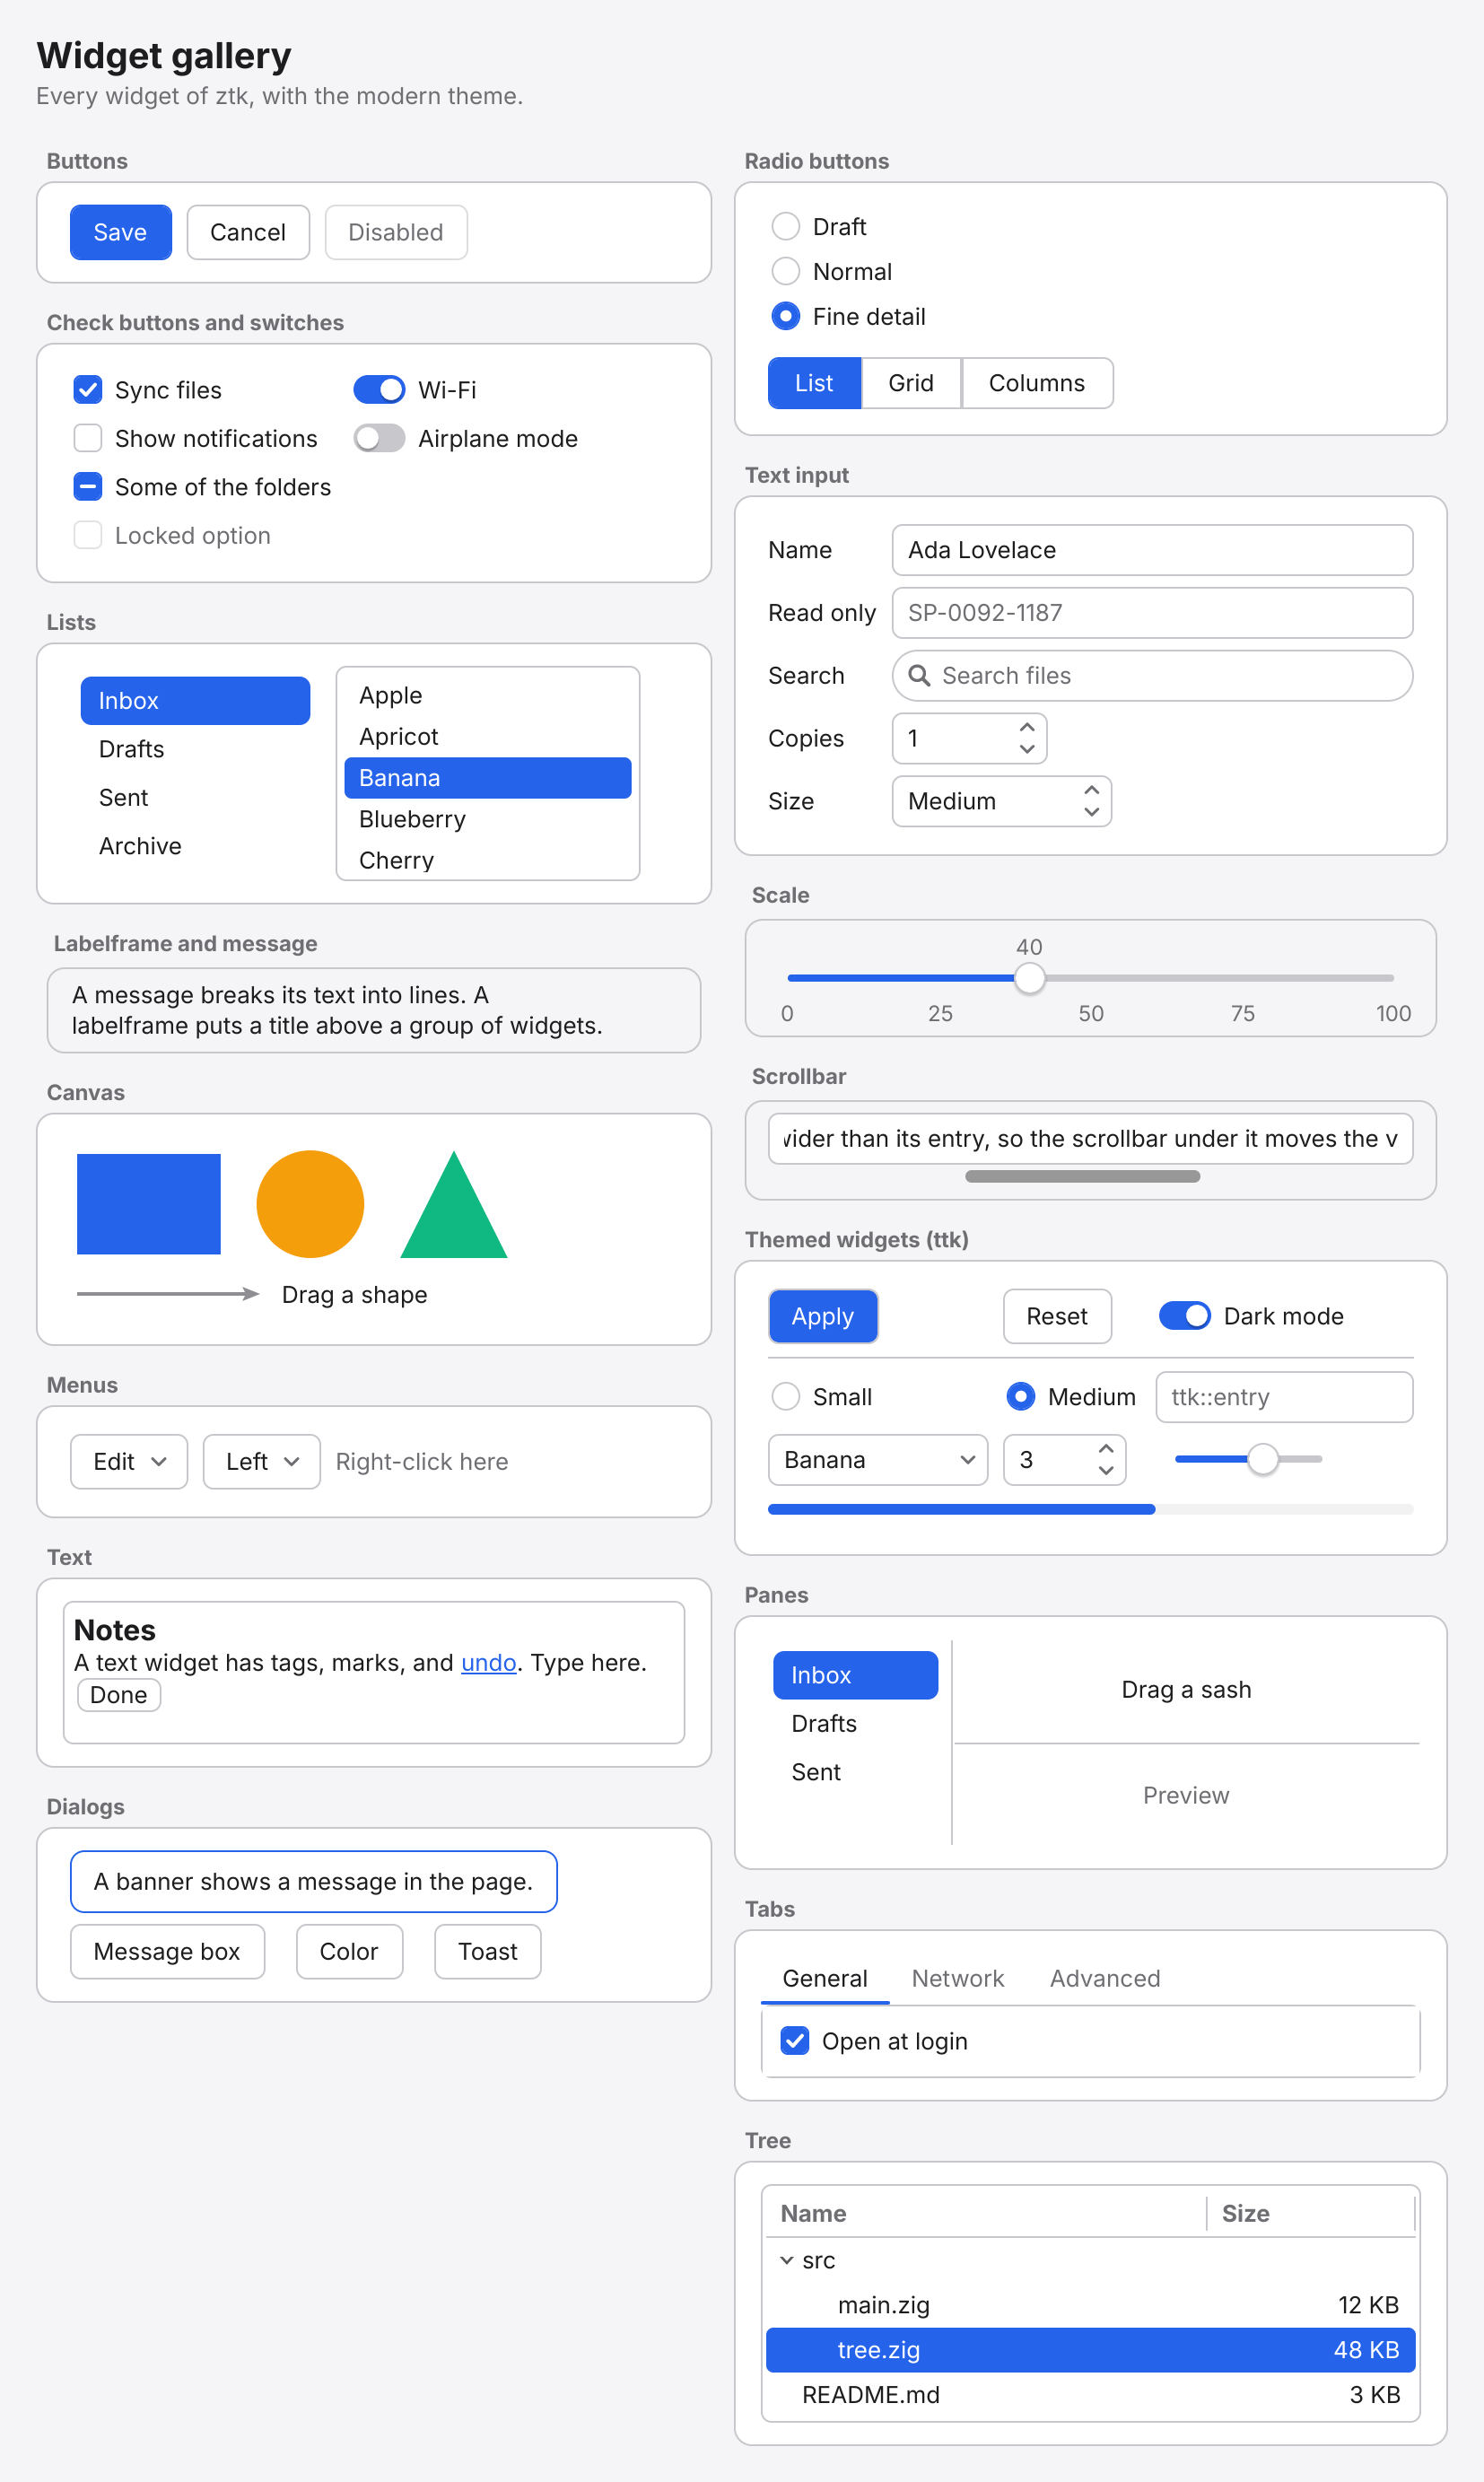 Widget gallery
Every widget of ztk, with the modern theme.
Buttons
Save
Cancel
Disabled
Check buttons and switches
Sync files
Wi-Fi
Show notifications
Airplane mode
Some of the folders
Locked option
Lists
Inbox
Drafts
Sent
Archive
Apple
Apricot
Banana
Blueberry
Cherry
Labelframe and message
A message breaks its text into lines. A
labelframe puts a title above a group of widgets.
Canvas
Drag a shape
Menus
Edit
Left
Right-click here
Text
Notes
A text widget has tags, marks, and undo. Type here.
Done
Dialogs
A banner shows a message in the page.
Message box
Color
Toast
Radio buttons
Draft
Normal
Fine detail
List
Grid
Columns
Text input
Name
Ada Lovelace
Read only
SP-0092-1187
Search
Search files
Copies
1
Size
Medium
Scale
40
0 25 50 75 100
Scrollbar
wider than its entry, so the scrollbar under it moves the v
Themed widgets (ttk)
Apply
Reset
Dark mode
Small
Medium
ttk::entry
Banana
3
Panes
Inbox
Drafts
Sent
Drag a sash
Preview
Tabs
General
Network
Advanced
Open at login
Tree
Name Size
src
main.zig 12 KB
tree.zig 48 KB
README.md 3 KB